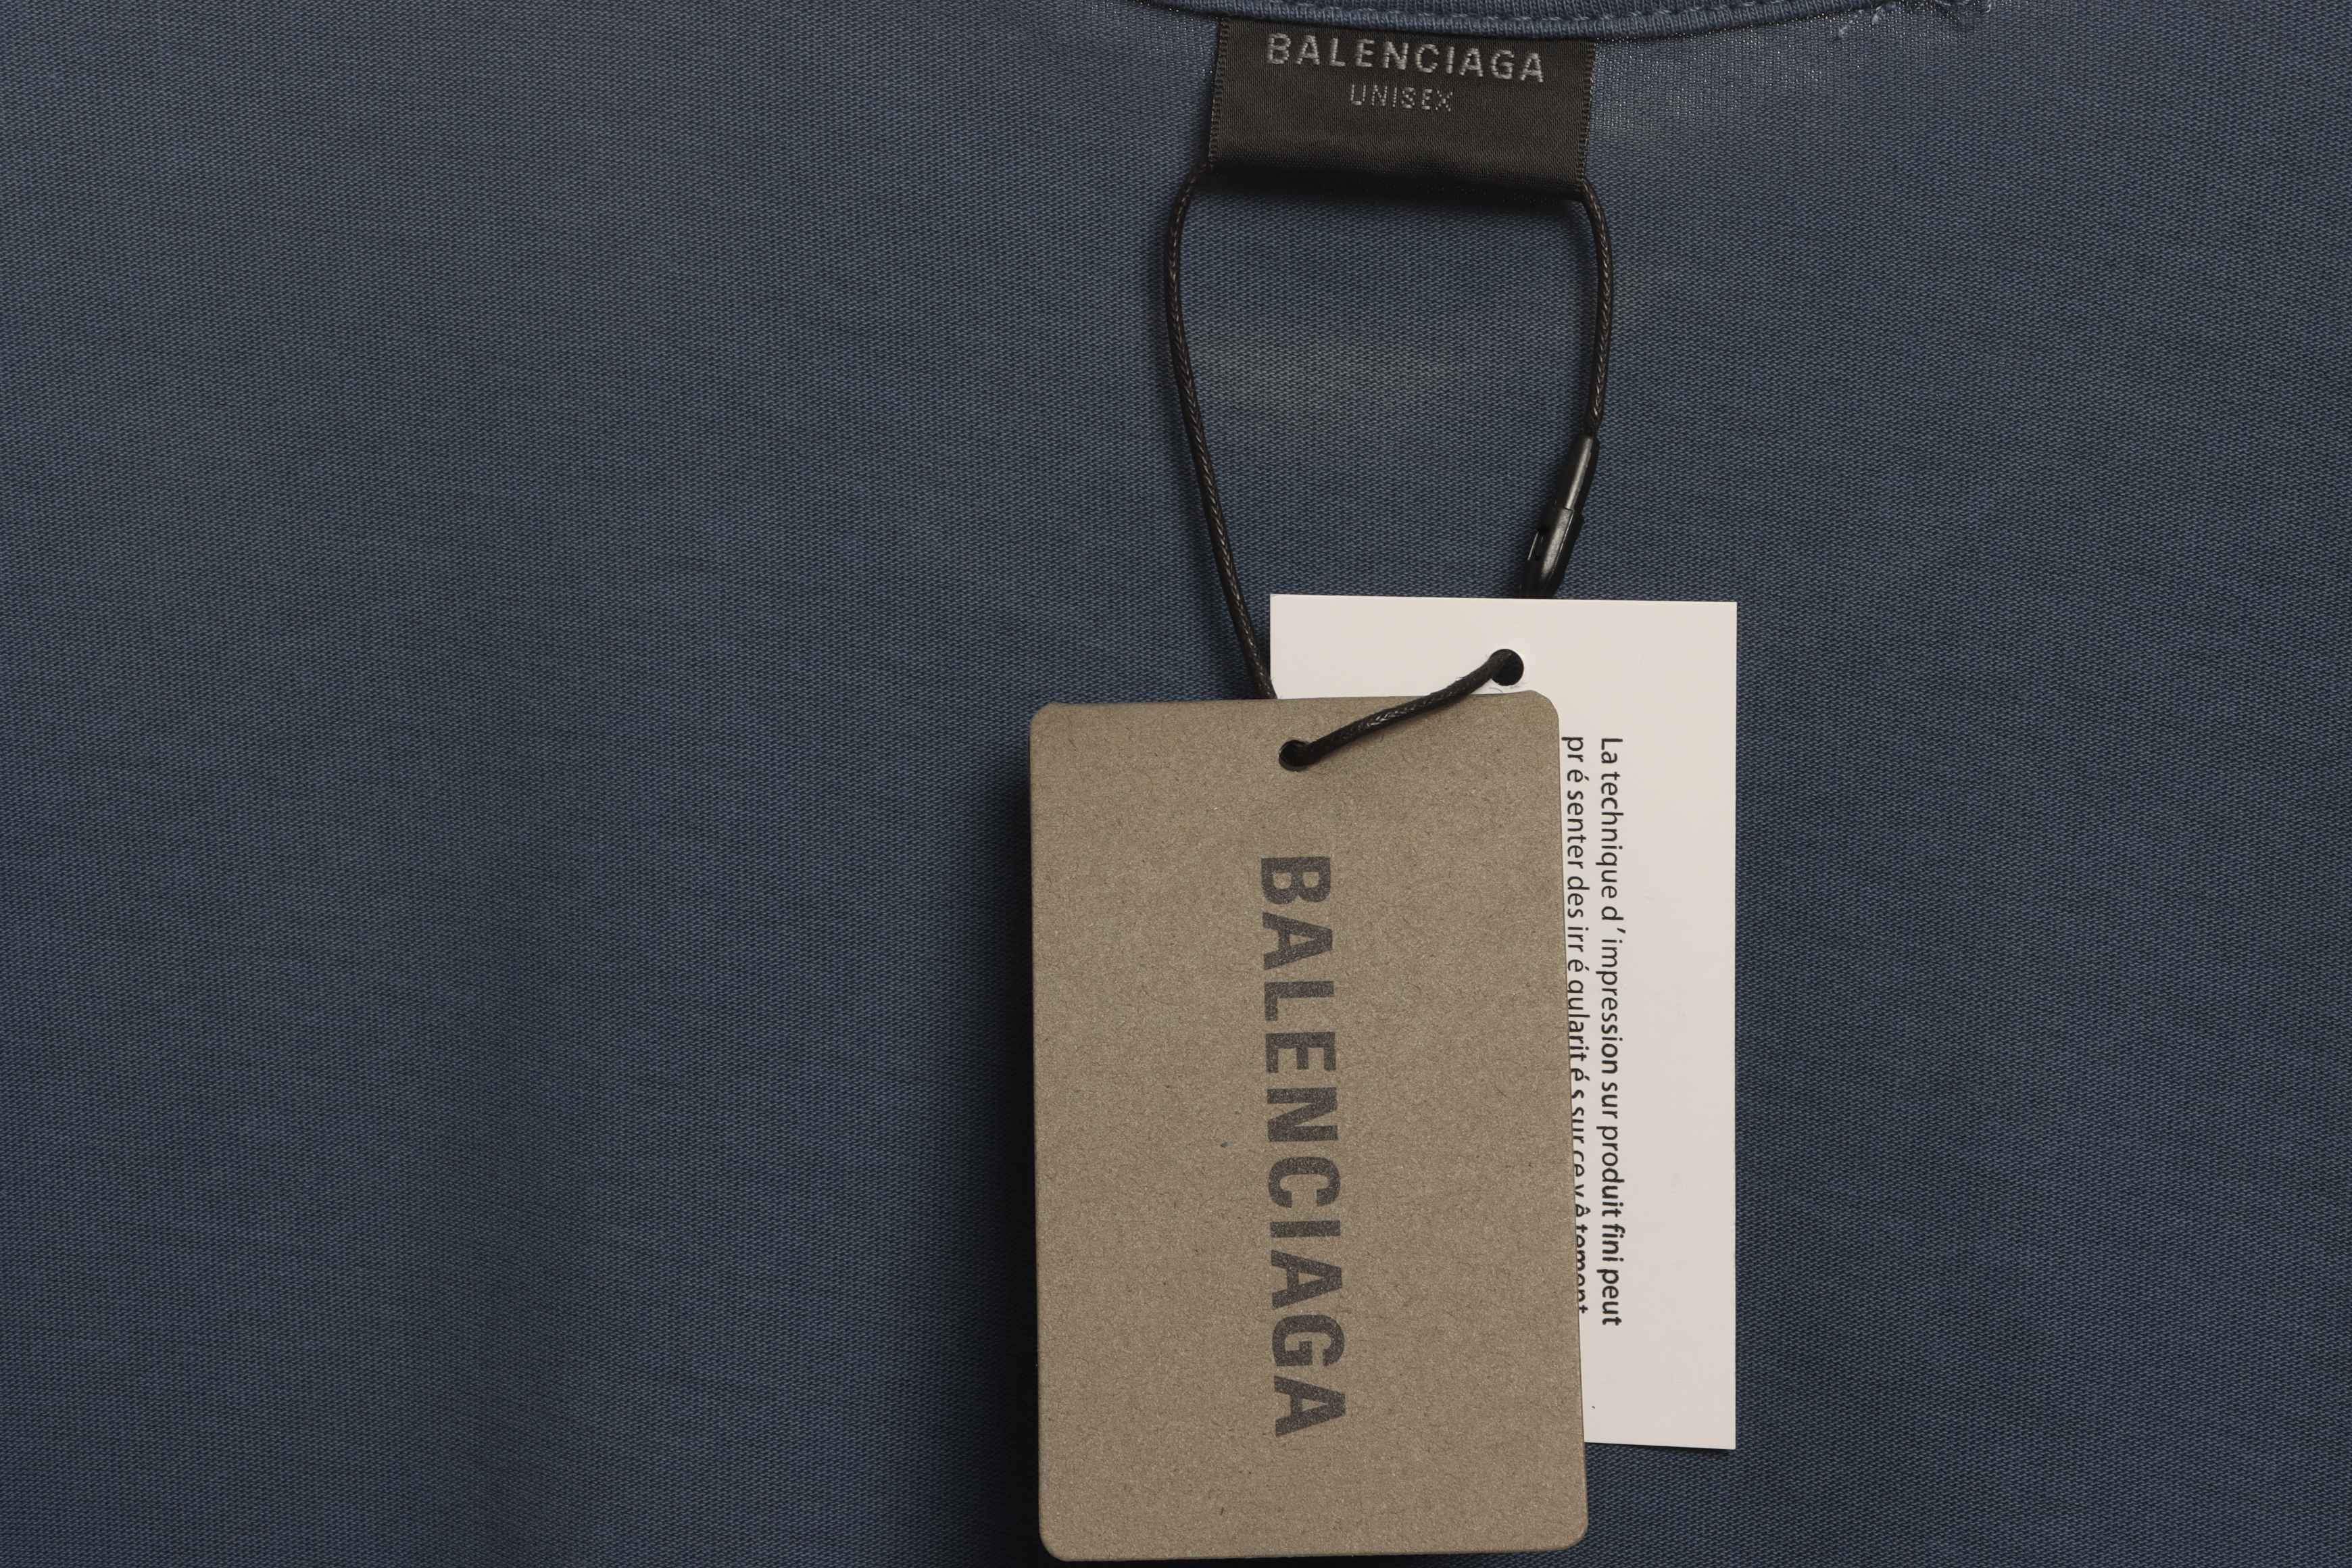 BALENCIAGA
UNISEX
BALENCIAGA
La technique d'impression sur produit fini peut
pr é senter des irr é gularit é s sur ce v ê tement